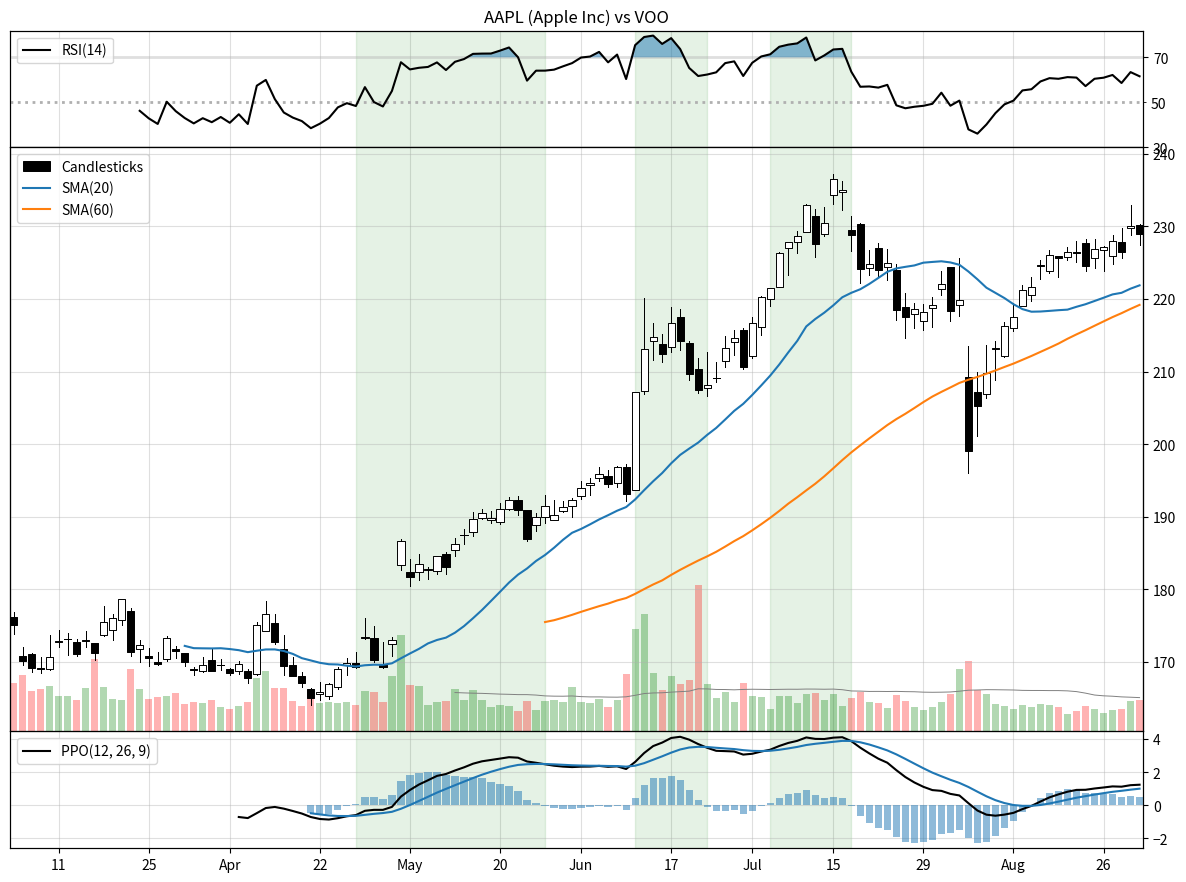 AAPL (Apple Inc) vs VOO
RSI(14)
70
50
30
240
Candlesticks
SMA(20)
SMA(60)
230
220
210
200
190
180
170
PPO(12, 26, 9)
4
2
0
−2
11 25 Apr 22 May 20 Jun 17 Jul 15 29 Aug 26